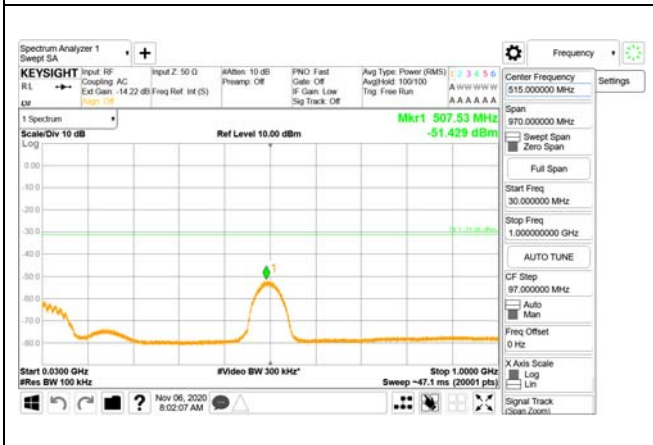 Spectrum Analyzer 1
Swept SA
+
Frequency
KEYSIGHT Input: RF Input Z: 50 Ω #Atten: 10 dB PNO: Fast Avg Type: Power (RMS) 1 2 3 4 5 6
RL Coupling: AC Preamp: Off Gate: Off Avg|Hold: 100/100 A W W W W W
Ext Gain: -14.22 dB Freq Ref: Int (S) IF Gain: Low Trig: Free Run
Align: Off Sig Track: Off A A A A A A
Center Frequency
515.000000 MHz
Settings
1 Spectrum
Mkr1 507.53 MHz
Scale/Div 10 dB Ref Level 10.00 dBm -51.429 dBm
Log
0.00
-10.0
-20.0
-30.0
-40.0
-50.0
-60.0
-70.0
-80.0
1
Start 0.0300 GHz #Video BW 300 kHz* Stop 1.0000 GHz
#Res BW 100 kHz Sweep ~47.1 ms (20001 pts)
Span
970.000000 MHz
Swept Span
Zero Span
Full Span
Start Freq
30.000000 MHz
Stop Freq
1.000000000 GHz
AUTO TUNE
CF Step
97.000000 MHz
Auto
Man
Freq Offset
0 Hz
X Axis Scale
Log
Lin
Signal Track
(Span Zoom)
?
Nov 06, 2020
8:02:07 AM